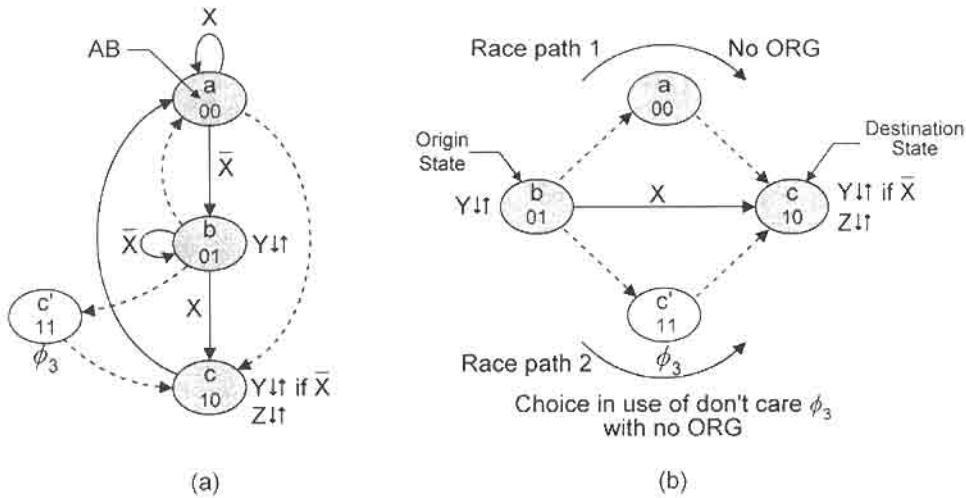 X
AB
a
00
X̅
b
01
X̅
Y↓↑
X
c'
11
ϕ₃
c
10
Y↓↑ if X̅
Z↓↑
(a)
Race path 1
No ORG
a
00
Origin
State
Destination
State
Y↓↑
b
01
X
c
10
Y↓↑ if X̅
Z↓↑
c'
11
ϕ₃
Race path 2
Choice in use of don't care ϕ₃
with no ORG
(b)